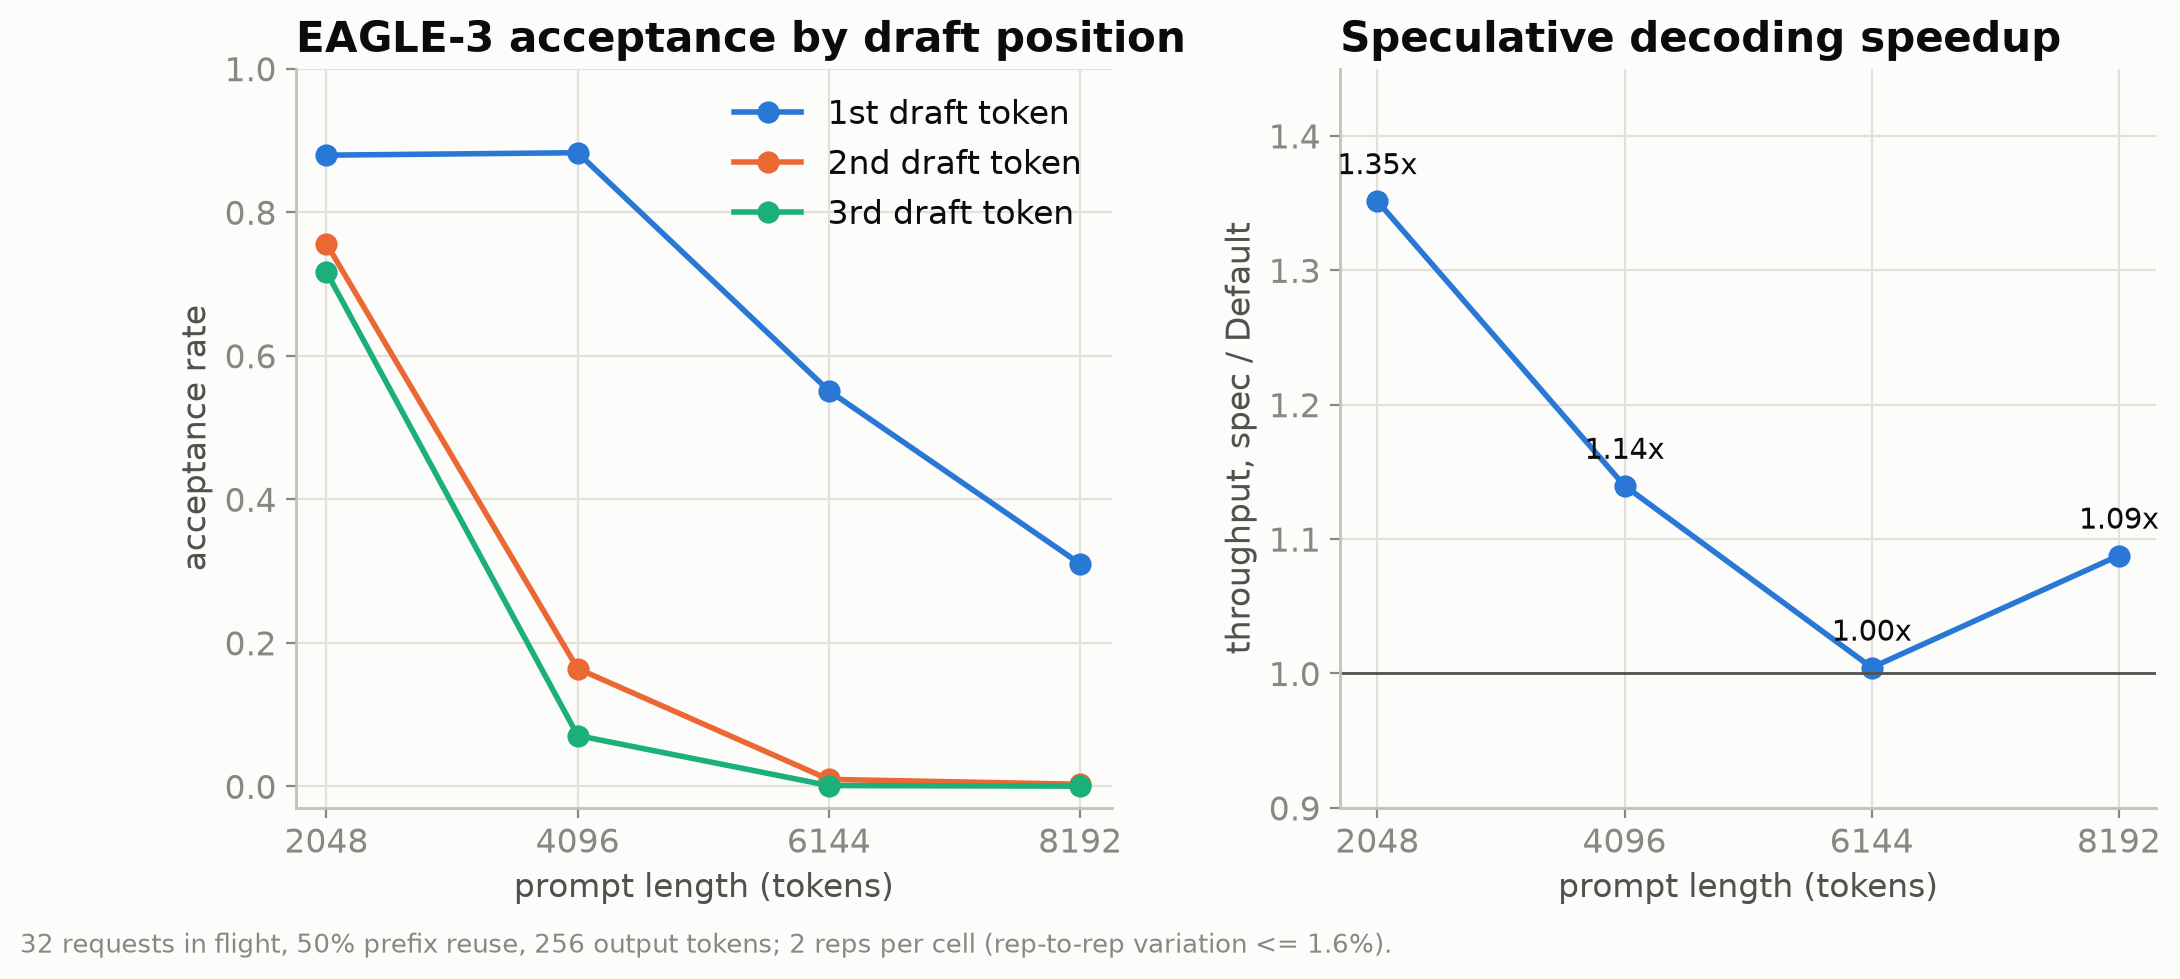 EAGLE-3 acceptance by draft position
1.0
0.8
0.6
0.4
0.2
0.0
acceptance rate
1st draft token
2nd draft token
3rd draft token
2048 4096 6144 8192
prompt length (tokens)
Speculative decoding speedup
1.4
1.3
1.2
1.1
1.0
0.9
throughput, spec / Default
1.35x
1.14x
1.00x
1.09x
2048 4096 6144 8192
prompt length (tokens)
32 requests in flight, 50% prefix reuse, 256 output tokens; 2 reps per cell (rep-to-rep variation <= 1.6%).